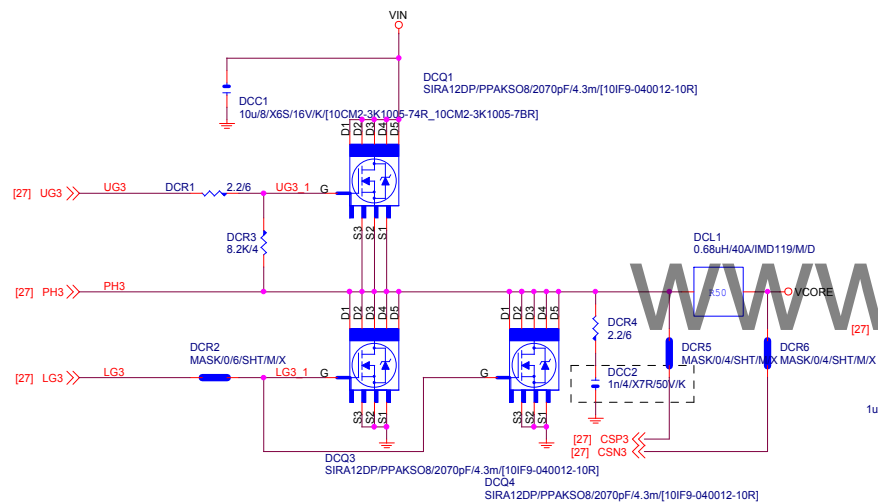 VIN
DCQ1
SIRA12DP/PPAKSO8/2070pF/4.3m/[10IF9-040012-10R]
DCC1
10u/8/X6S/16V/K/[10CM2-3K1005-74R_10CM2-3K1005-7BR]
D1 D2 D3 D4 D5
[27] UG3 UG3 DCR1 2.2/6 UG3_1 G
S3 S2 S1
DCR3
8.2K/4
DCL1
0.68uH/40A/IMD119/M/D
[27] PH3 PH3
R50
VCORE
WWW
D1 D2 D3 D4 D5
D1 D2 D3 D4 D5
DCR4
2.2/6
[27]
DCR2
MASK/0/6/SHT/M/X
DCR5
MASK/0/4/SHT/M/X
DCR6
MASK/0/4/SHT/M/X
[27] LG3 LG3 LG3_1 G
G
DCC2
1n/4/X7R/50V/K
1u
S3 S2 S1
S3 S2 S1
[27] CSP3
[27] CSN3
DCQ3
SIRA12DP/PPAKSO8/2070pF/4.3m/[10IF9-040012-10R]
DCQ4
SIRA12DP/PPAKSO8/2070pF/4.3m/[10IF9-040012-10R]